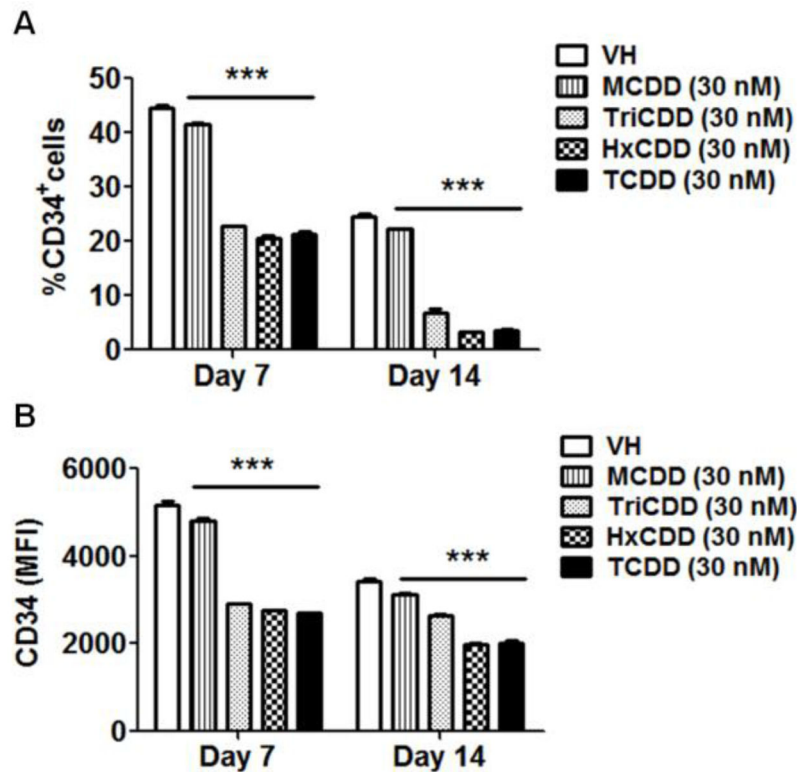 A
50
40
30
20
10
0
%CD34⁺cells
***
***
Day 7
Day 14
VH
MCDD (30 nM)
TriCDD (30 nM)
HxCDD (30 nM)
TCDD (30 nM)
B
6000
4000
2000
0
CD34 (MFI)
***
***
Day 7
Day 14
VH
MCDD (30 nM)
TriCDD (30 nM)
HxCDD (30 nM)
TCDD (30 nM)